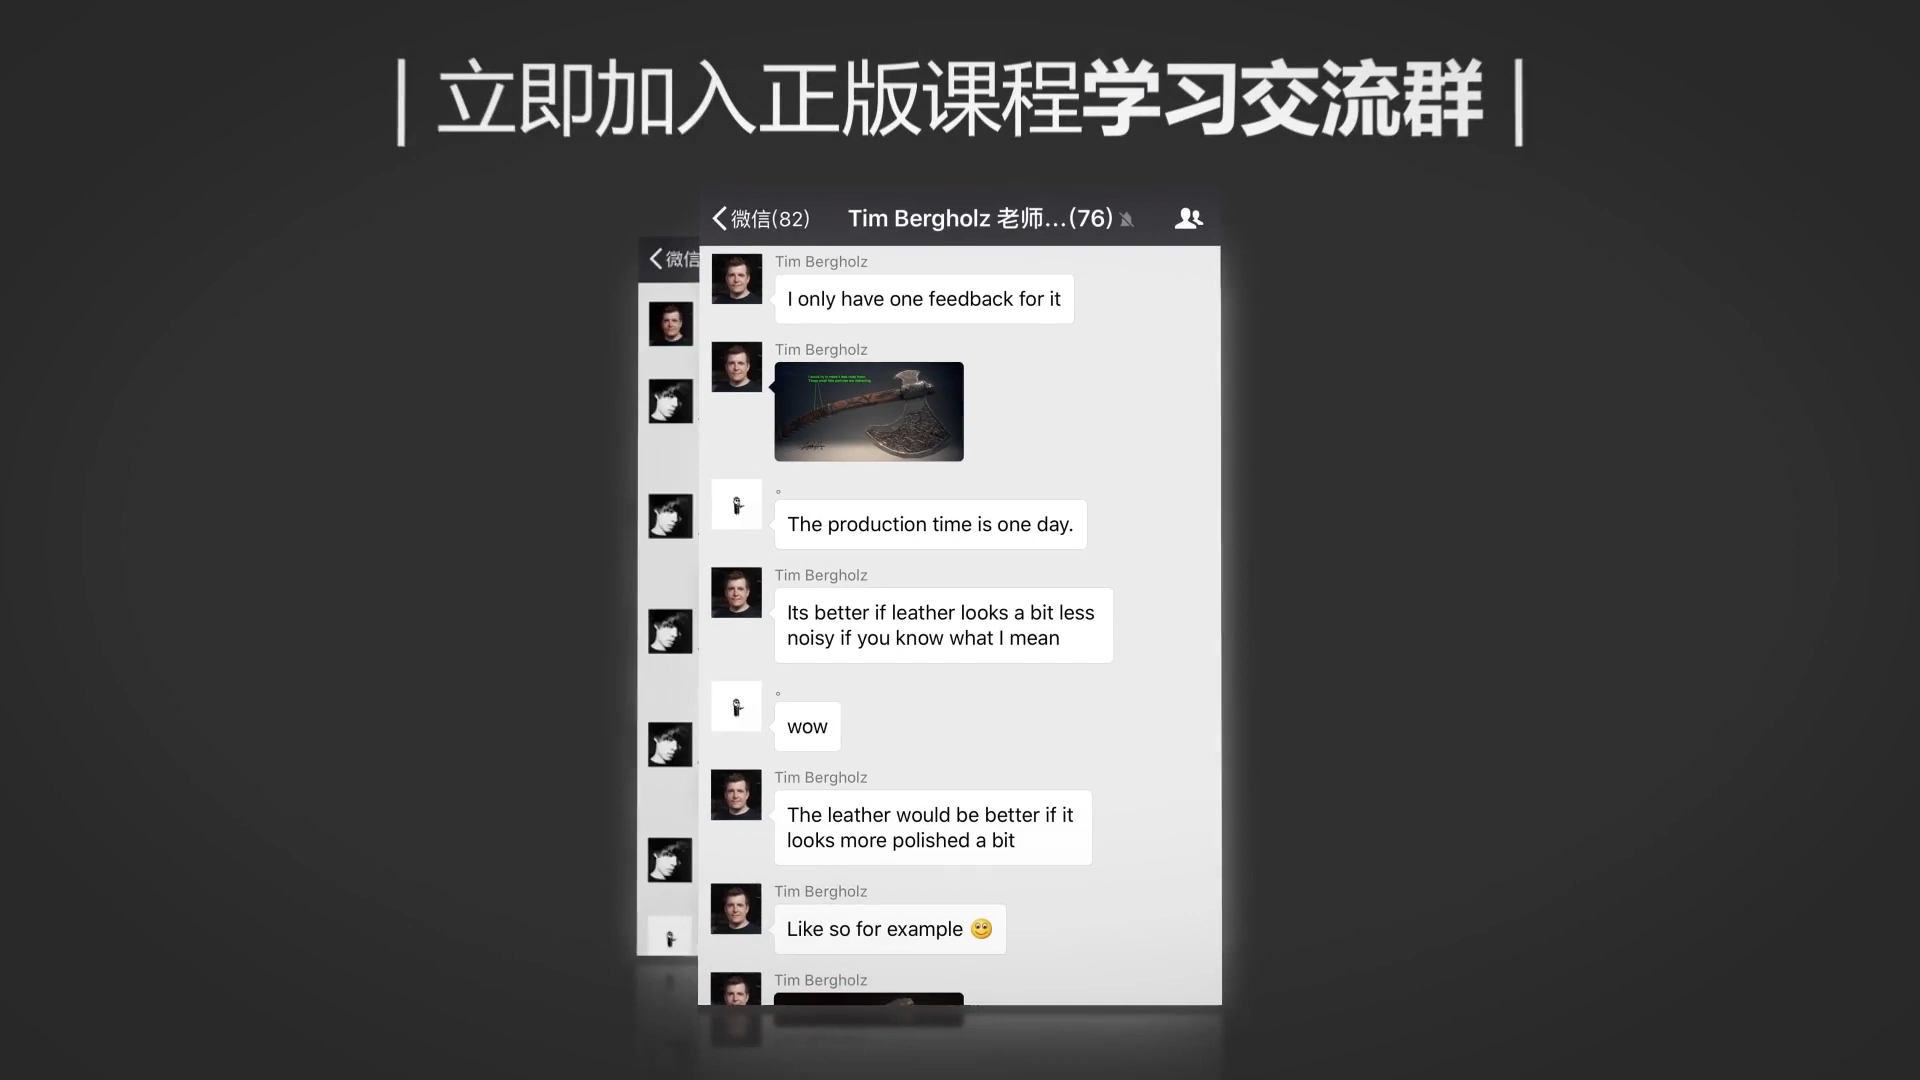 |立即加入正版课程学习交流群|
微信(82)
Tim Bergholz 老师...(76)
微信
Tim Bergholz
I only have one feedback for it
Tim Bergholz
。
The production time is one day.
Tim Bergholz
Its better if leather looks a bit less
noisy if you know what I mean
。
wow
Tim Bergholz
The leather would be better if it
looks more polished a bit
Tim Bergholz
Like so for example
Tim Bergholz